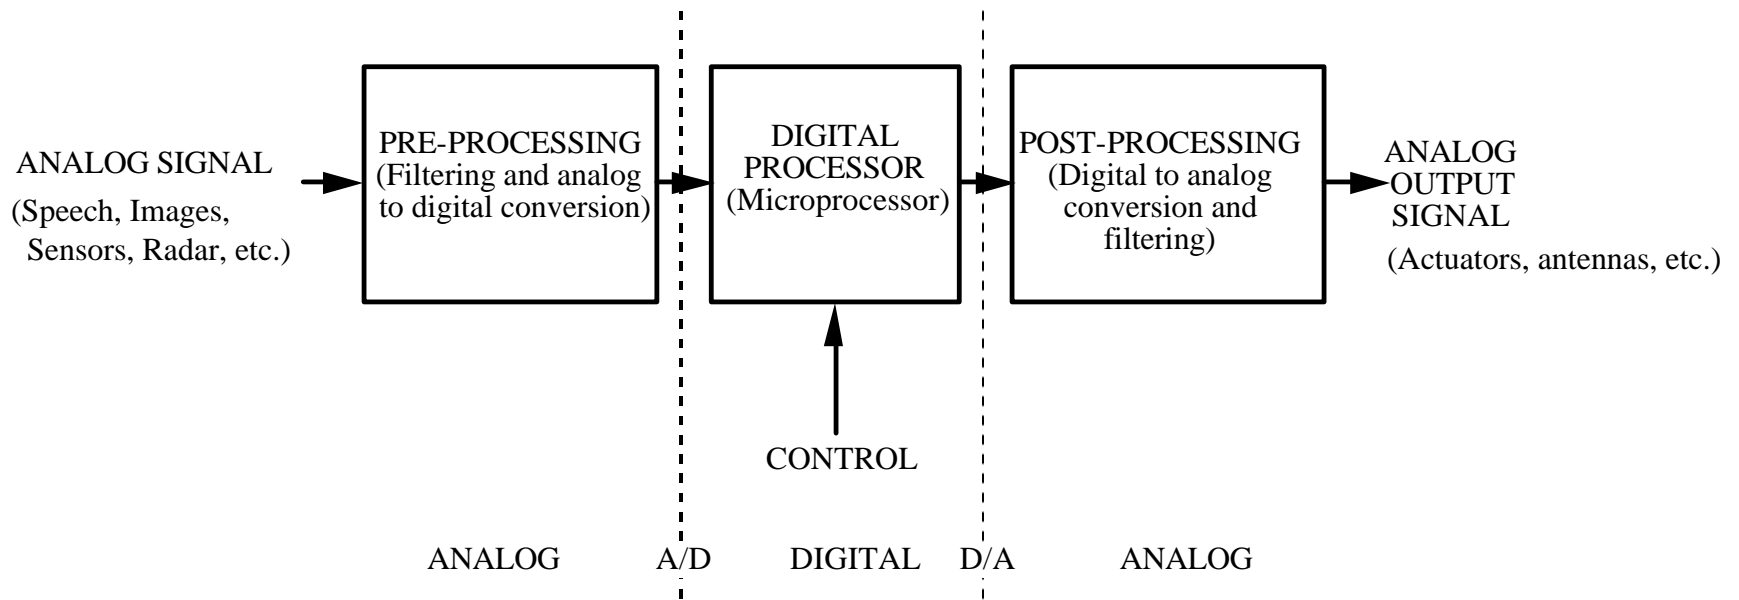 ANALOG SIGNAL
(Speech, Images,
Sensors, Radar, etc.)
PRE-PROCESSING
(Filtering and analog
to digital conversion)
DIGITAL
PROCESSOR
(Microprocessor)
POST-PROCESSING
(Digital to analog
conversion and
filtering)
ANALOG
OUTPUT
SIGNAL
(Actuators, antennas, etc.)
CONTROL
ANALOG A/D DIGITAL D/A ANALOG